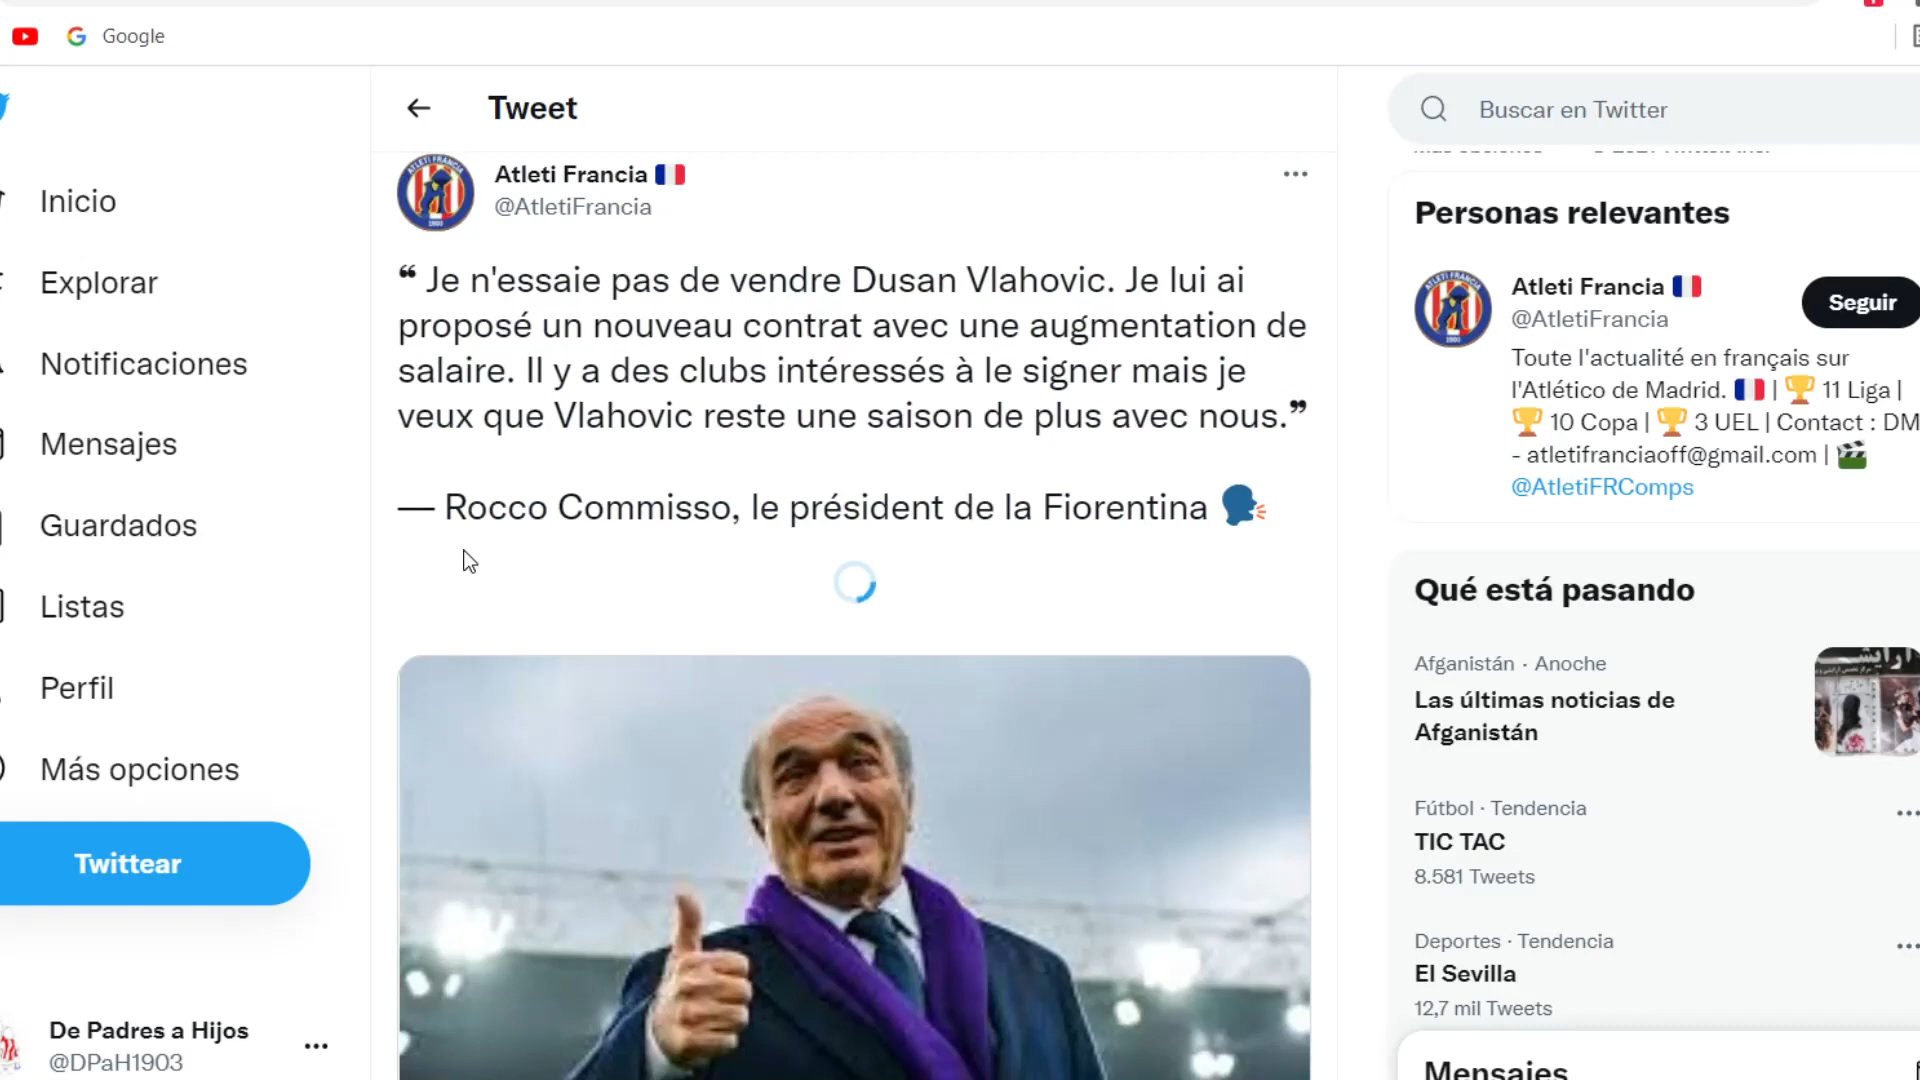 Google
Tweet
Buscar en Twitter
Inicio
Explorar
Notificaciones
Mensajes
Guardados
Listas
Perfil
Más opciones
Twittear
De Padres a Hijos
@DPaH1903
Atleti Francia
@AtletiFrancia
❝ Je n'essaie pas de vendre Dusan Vlahovic. Je lui ai
proposé un nouveau contrat avec une augmentation de
salaire. Il y a des clubs intéressés à le signer mais je
veux que Vlahovic reste une saison de plus avec nous.❞
— Rocco Commisso, le président de la Fiorentina
Personas relevantes
Atleti Francia
@AtletiFrancia
Seguir
Toute l'actualité en français sur
l'Atlético de Madrid. | 11 Liga |
10 Copa | 3 UEL | Contact : DM
- atletifranciaoff@gmail.com |
@AtletiFRComps
Qué está pasando
Afganistán · Anoche
Las últimas noticias de
Afganistán
Fútbol · Tendencia
TIC TAC
8.581 Tweets
Deportes · Tendencia
El Sevilla
12,7 mil Tweets
Mensajes